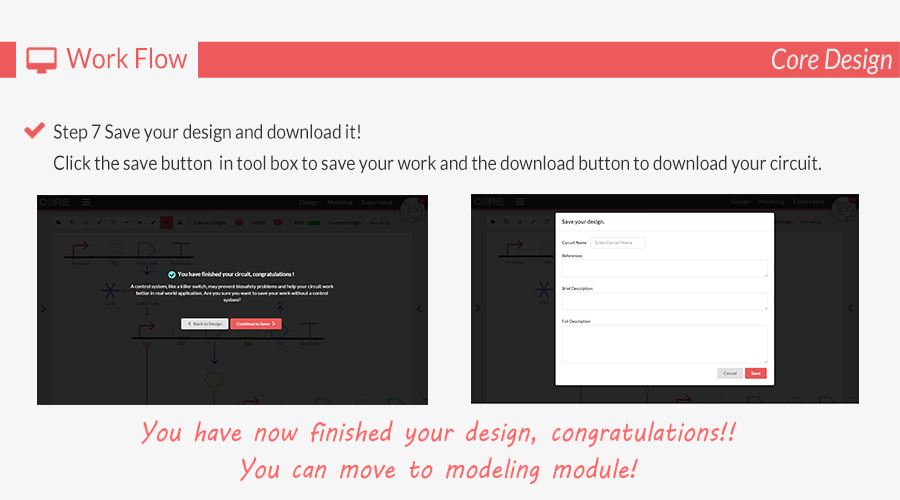 Work Flow
Core Design
Step 7 Save your design and download it!
Click the save button in tool box to save your work and the download button to download your circuit.
CORE
Design Modeling Experiment
You have finished your circuit, congratulations !
A control system, like a killer switch, may prevent biosafety problems and help your circuit work
better in real world application. Are you sure you want to save your work without a control
system?
Back to Design
Continue to Save
CORE
Design Modeling Experiment
Save your design.
Enter Circuit Name
References:
Brief Description:
Full Description:
Cancel
Save
You have now finished your design, congratulations!!
You can move to modeling module!